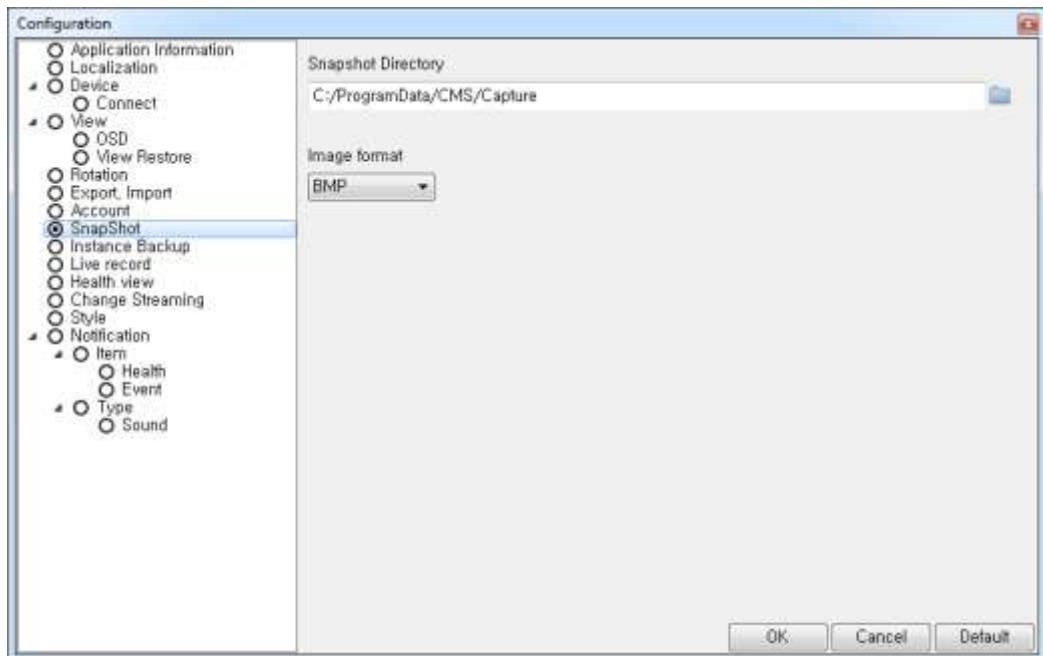 Configuration
Application Information
Localization
Device
Connect
View
OSD
View Restore
Rotation
Export, Import
Account
SnapShot
Instance Backup
Live record
Health view
Change Streaming
Style
Notification
Item
Health
Event
Type
Sound
Snapshot Directory
C:/ProgramData/CMS/Capture
Image format
BMP
OK
Cancel
Default